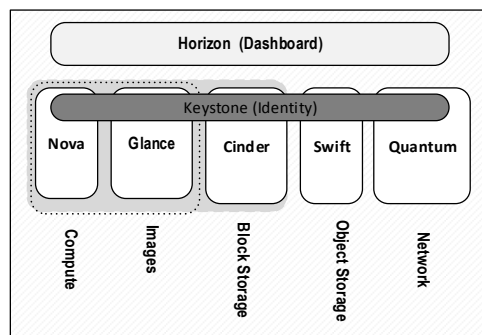 Horizon (Dashboard)
Keystone (Identity)
Nova
Glance
Cinder
Swift
Quantum
Compute
Images
Block Storage
Object Storage
Network